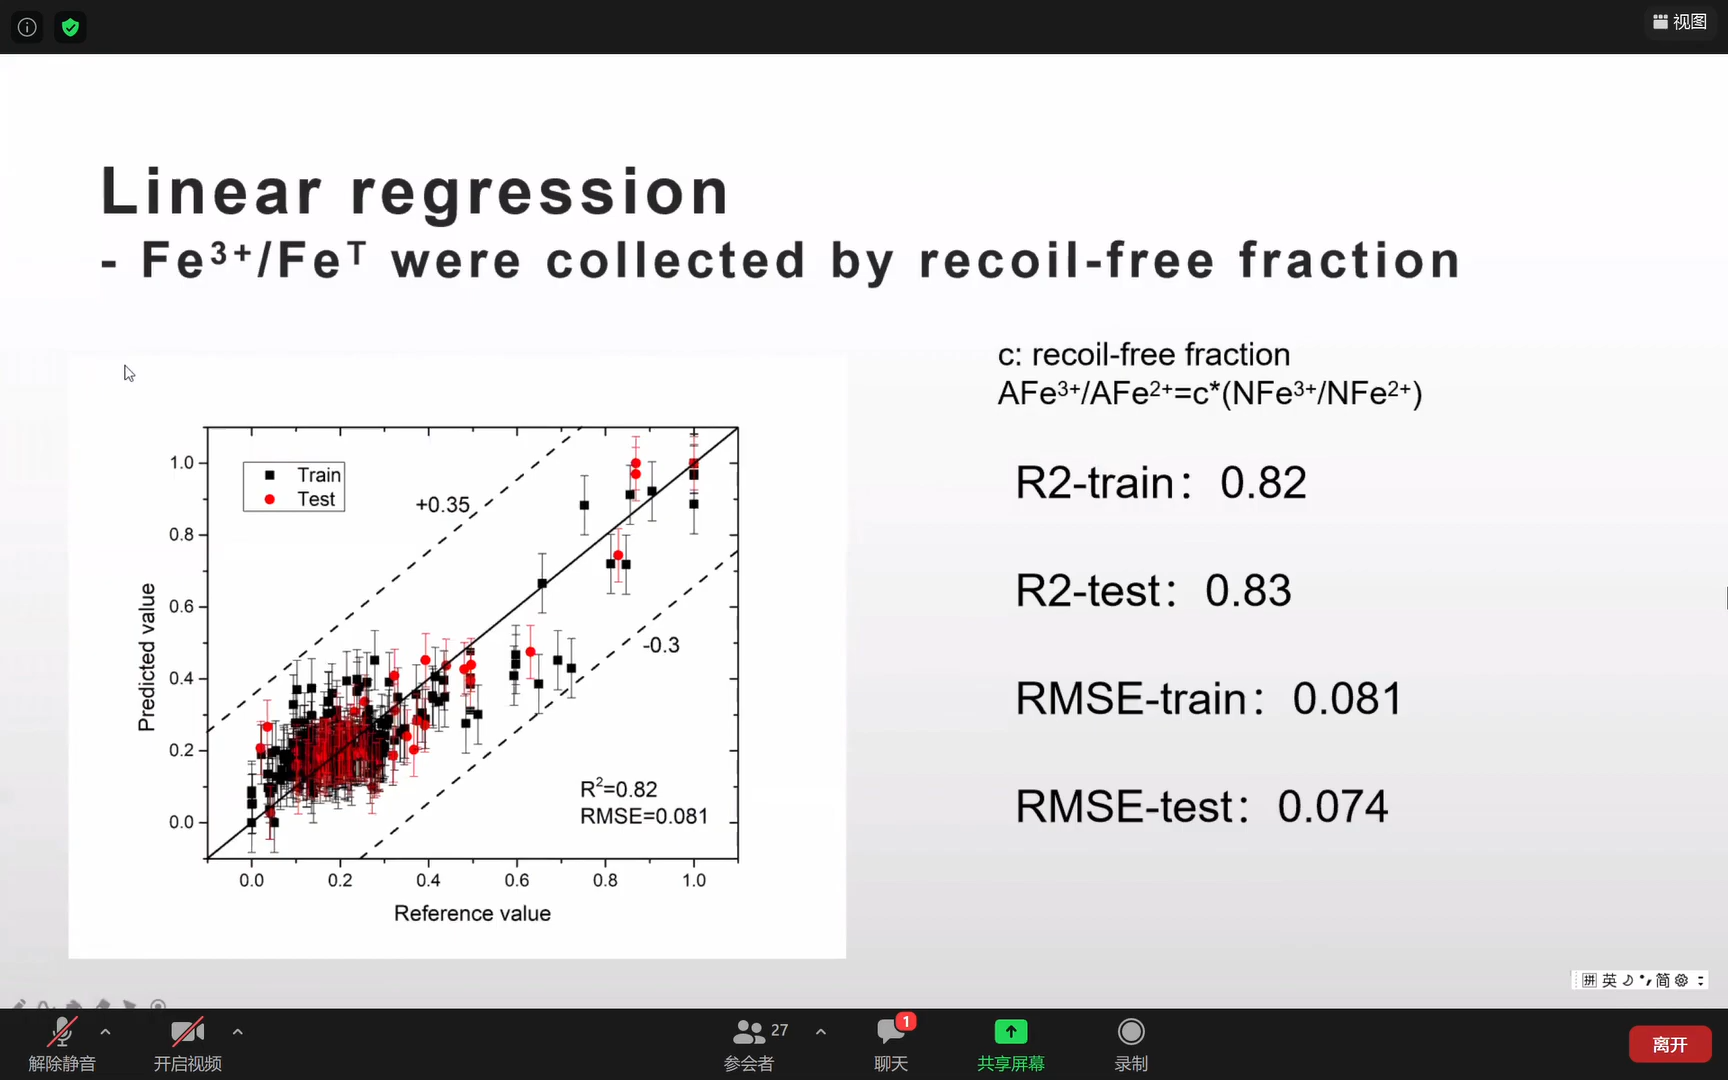 视图
Linear regression
- Fe³⁺/Feᵀ were collected by recoil-free fraction
c: recoil-free fraction
AFe³⁺/AFe²⁺=c*(NFe³⁺/NFe²⁺)
R2-train：0.82
R2-test：0.83
RMSE-train：0.081
RMSE-test：0.074
Train
Test
+0.35
-0.3
R²=0.82
RMSE=0.081
Predicted value
1.0
0.8
0.6
0.4
0.2
0.0
0.0 0.2 0.4 0.6 0.8 1.0
Reference value
拼 英 简
解除静音
开启视频
27
参会者
1
聊天
共享屏幕
录制
离开